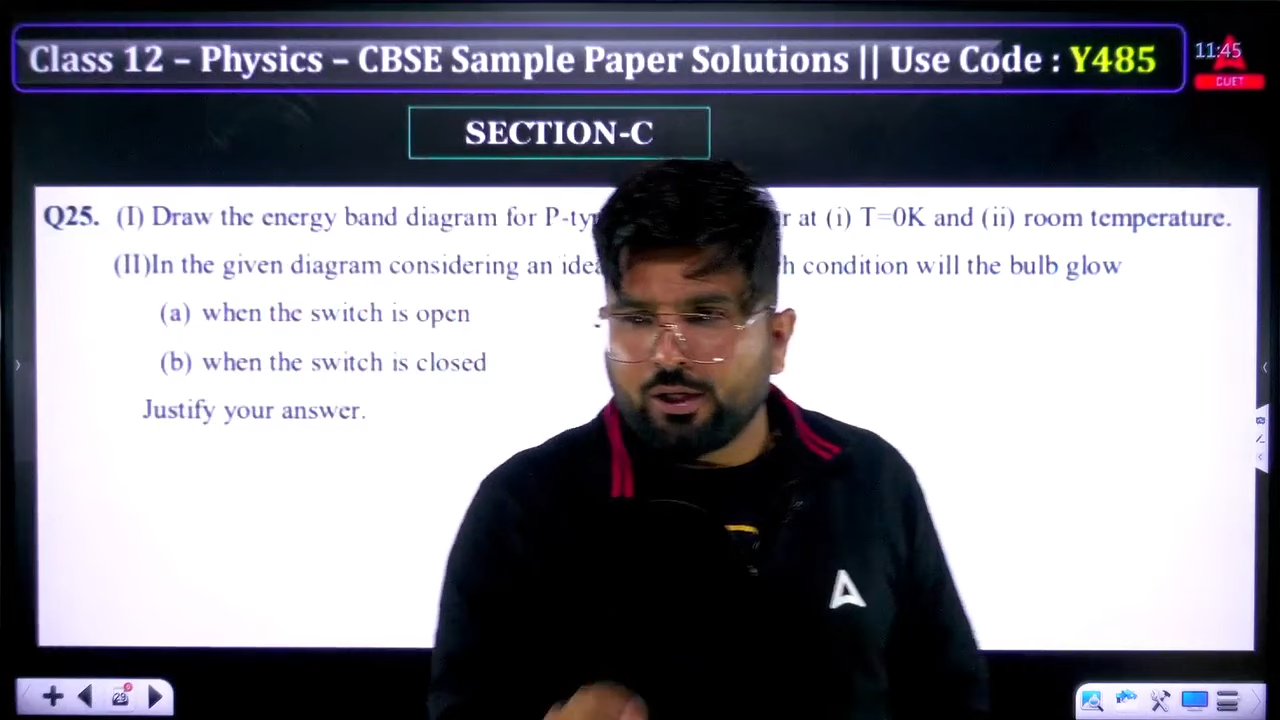 Class 12 – Physics – CBSE Sample Paper Solutions || Use Code : Y485
11:45
CUET
SECTION-C
Q25. (I) Draw the energy band diagram for at (i) T=0K and (ii) room temperature.
(II)In the given diagram considering an condition will the bulb glow
(a) when the switch is open
(b) when the switch is closed
Justify your answer.
29